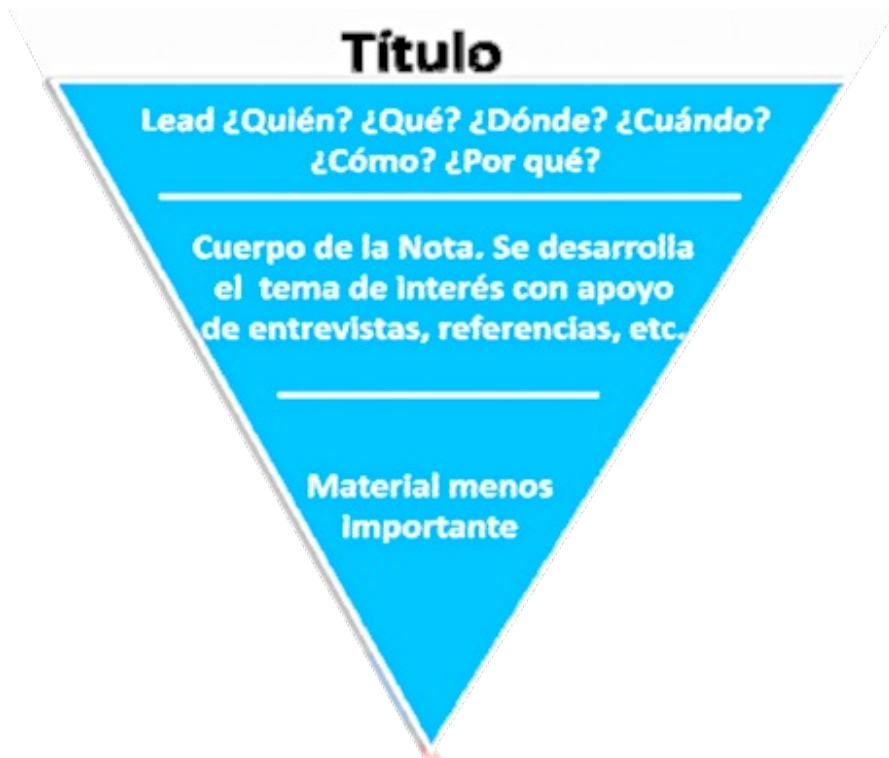 Título
Lead ¿Quién? ¿Qué? ¿Dónde? ¿Cuándo?
¿Cómo? ¿Por qué?
Cuerpo de la Nota. Se desarrolla
el tema de interés con apoyo
de entrevistas, referencias, etc.
Material menos
importante